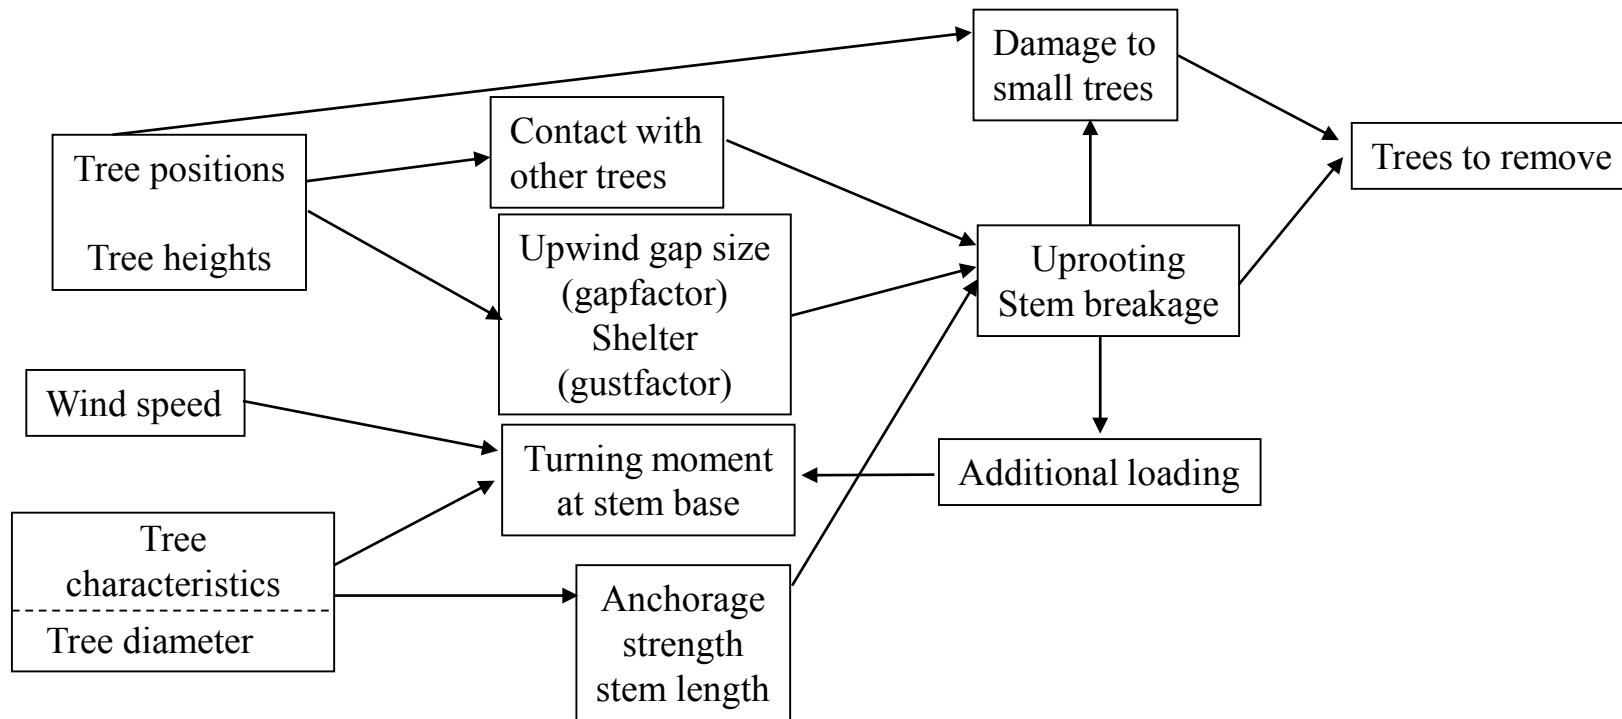 Damage to
small trees
Contact with
other trees
Tree positions
Tree heights
Trees to remove
Upwind gap size
(gapfactor)
Shelter
(gustfactor)
Uprooting
Stem breakage
Wind speed
Turning moment
at stem base
Additional loading
Tree
characteristics
Tree diameter
Anchorage
strength
stem length